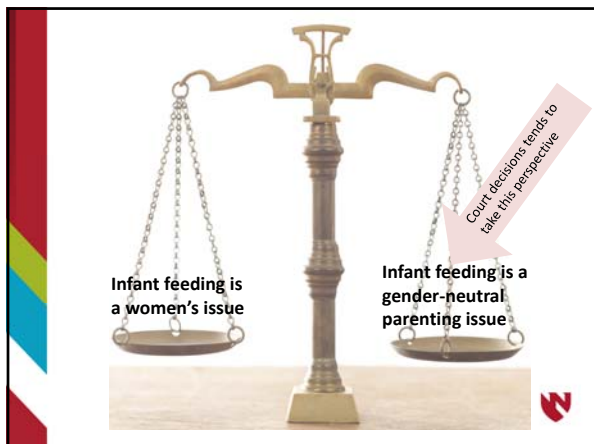 Infant feeding is
a women's issue
Court decisions tends to
take this perspective
Infant feeding is a
gender-neutral
parenting issue
N